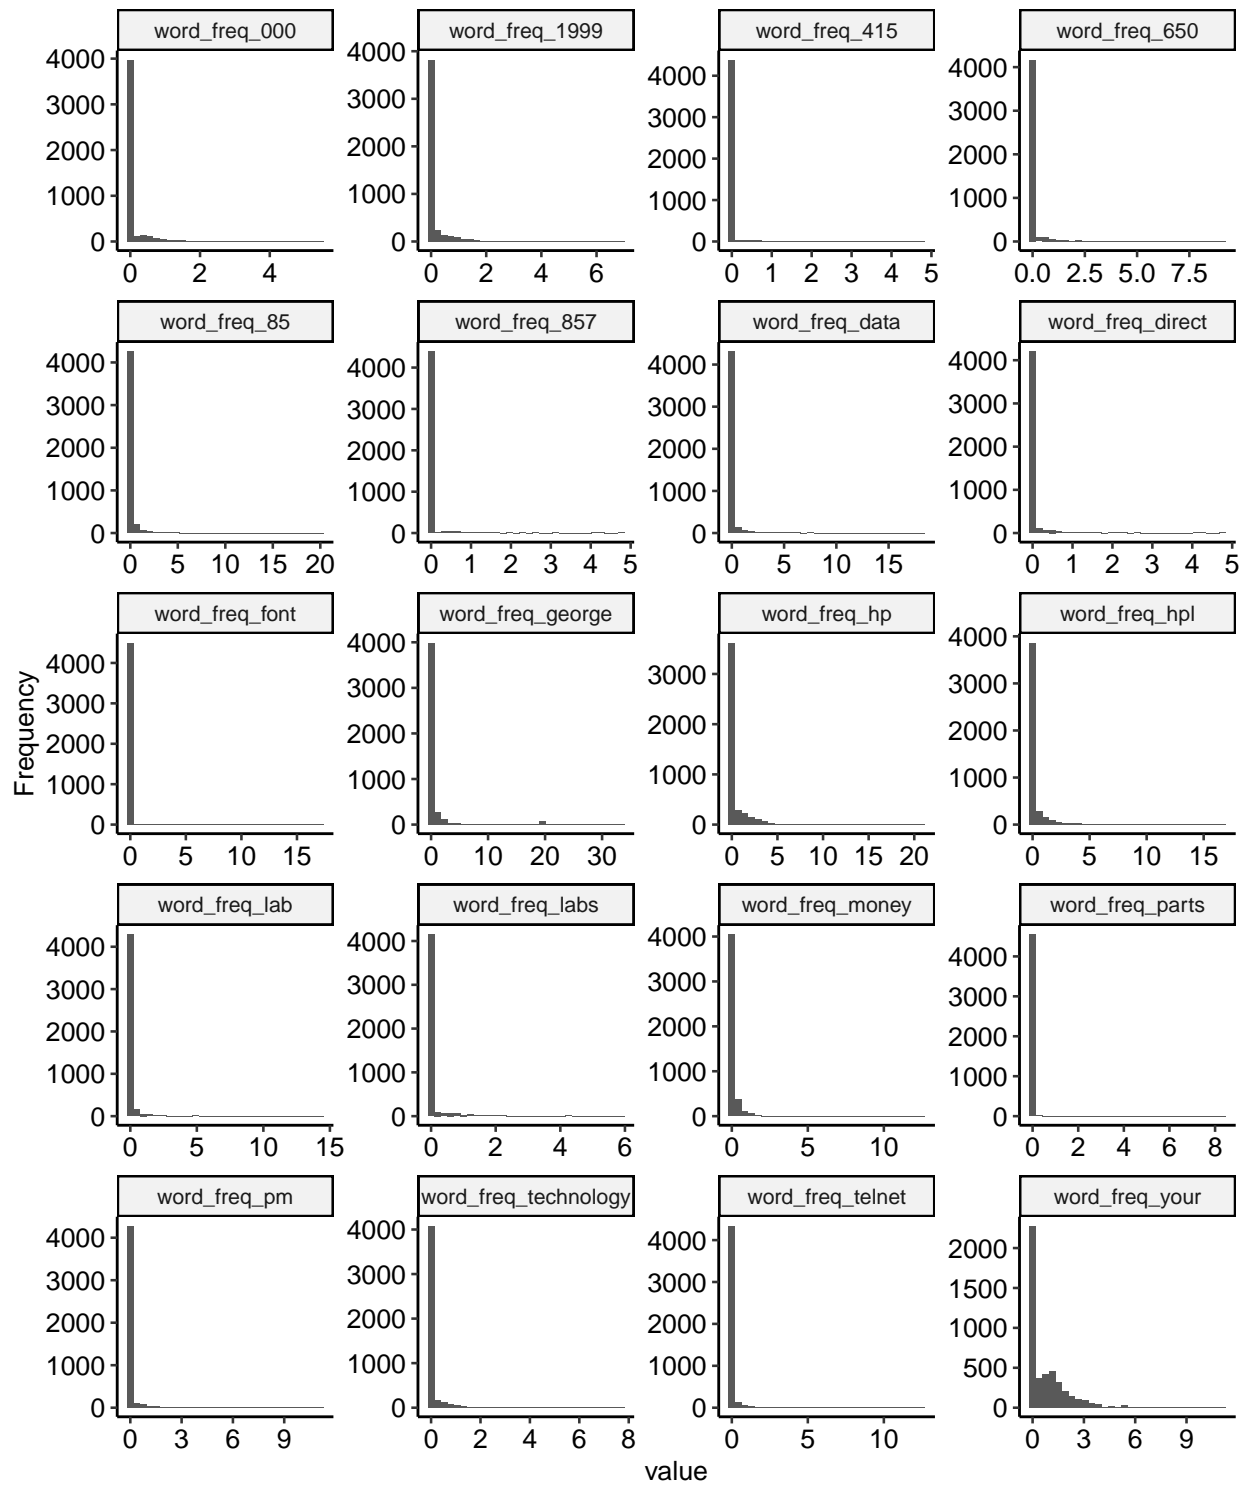 word_freq_000 word_freq_1999 word_freq_415 word_freq_650
4000 4000 4000 4000
3000 3000 3000 3000
2000 2000 2000 2000
1000 1000 1000 1000
0 0 0 0
0 2 4 0 2 4 6 0 1 2 3 4 5 0.0 2.5 5.0 7.5
word_freq_85 word_freq_857 word_freq_data word_freq_direct
4000 4000 4000 4000
3000 3000 3000 3000
2000 2000 2000 2000
1000 1000 1000 1000
0 0 0 0
0 5 10 15 20 0 1 2 3 4 5 0 5 10 15 0 1 2 3 4 5
word_freq_font word_freq_george word_freq_hp word_freq_hpl
4000 4000 3000 4000
3000 3000 2000 3000
2000 2000 1000 2000
1000 1000 0 1000
0 0 0
0 5 10 15 0 10 20 30 0 5 10 15 20 0 5 10 15
Frequency
word_freq_lab word_freq_labs word_freq_money word_freq_parts
4000 4000 4000 4000
3000 3000 3000 3000
2000 2000 2000 2000
1000 1000 1000 1000
0 0 0 0
0 5 10 15 0 2 4 6 0 5 10 0 2 4 6 8
word_freq_pm word_freq_technology word_freq_telnet word_freq_your
4000 4000 4000 2000
3000 3000 3000 1500
2000 2000 2000 1000
1000 1000 1000 500
0 0 0 0
0 3 6 9 0 2 4 6 8 0 5 10 0 3 6 9
value